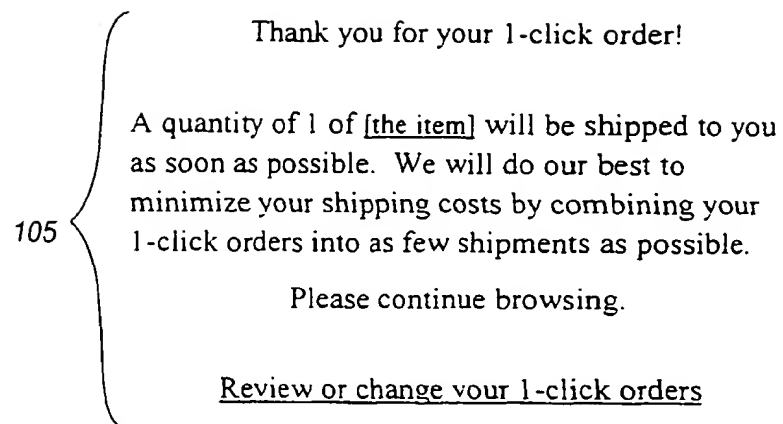 Thank you for your 1-click order!
A quantity of 1 of [the item] will be shipped to you
as soon as possible. We will do our best to
minimize your shipping costs by combining your
105
1-click orders into as few shipments as possible.
Please continue browsing.
Review or change your 1-click orders